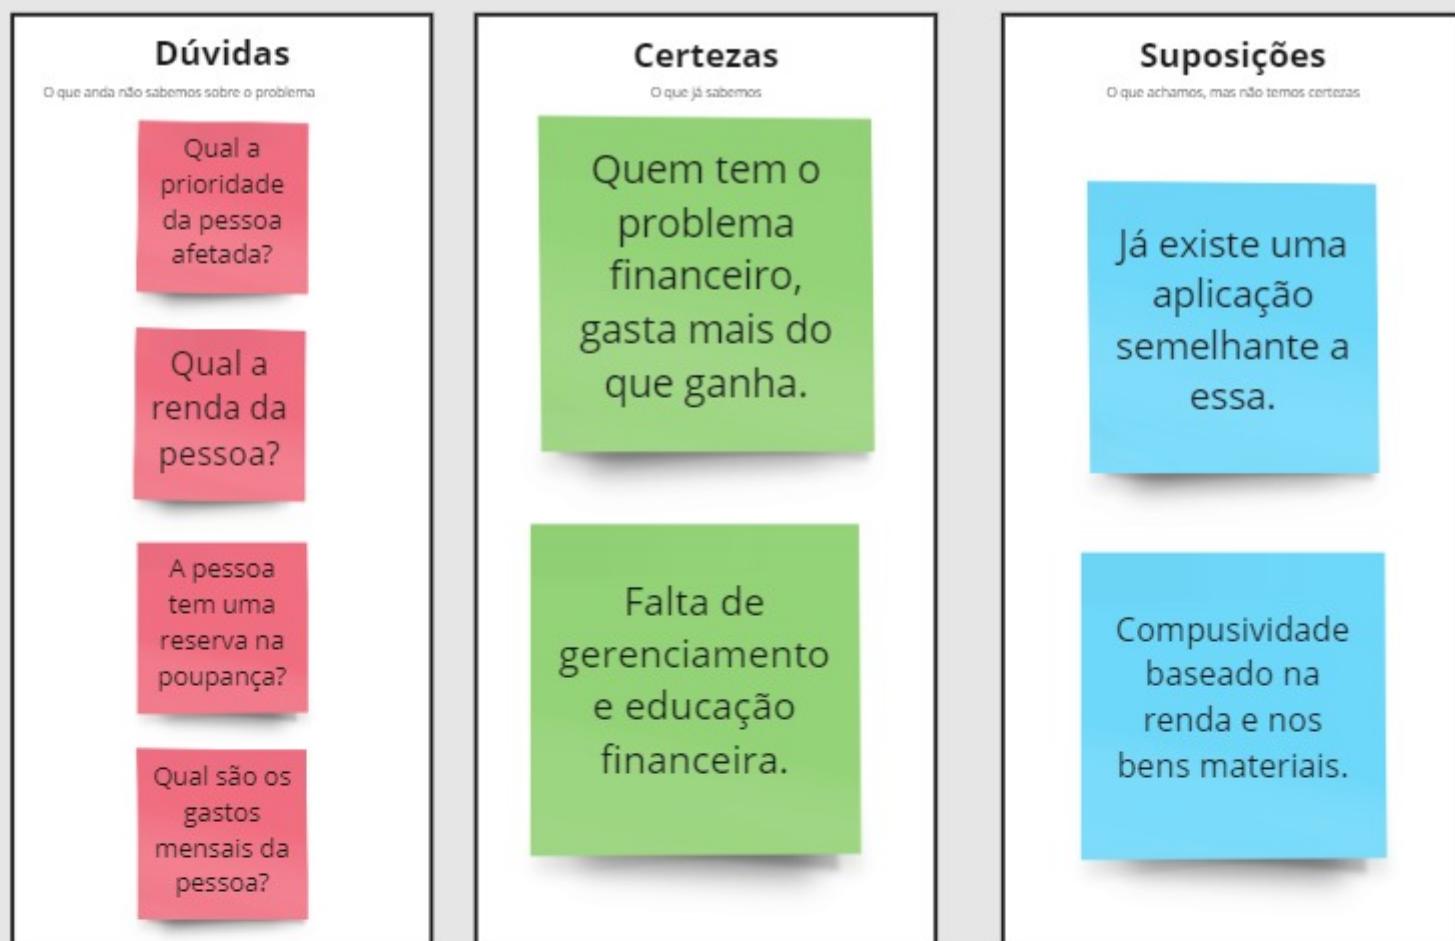 Dúvidas
O que anda não sabemos sobre o problema
Qual a
prioridade
da pessoa
afetada?
Qual a
renda da
pessoa?
A pessoa
tem uma
reserva na
poupança?
Qual são os
gastos
mensais da
pessoa?
Certezas
O que já sabemos
Quem tem o
problema
financeiro,
gasta mais do
que ganha.
Falta de
gerenciamento
e educação
financeira.
Suposições
O que achamos, mas não temos certezas
Já existe uma
aplicação
semelhante a
essa.
Compusividade
baseado na
renda e nos
bens materiais.